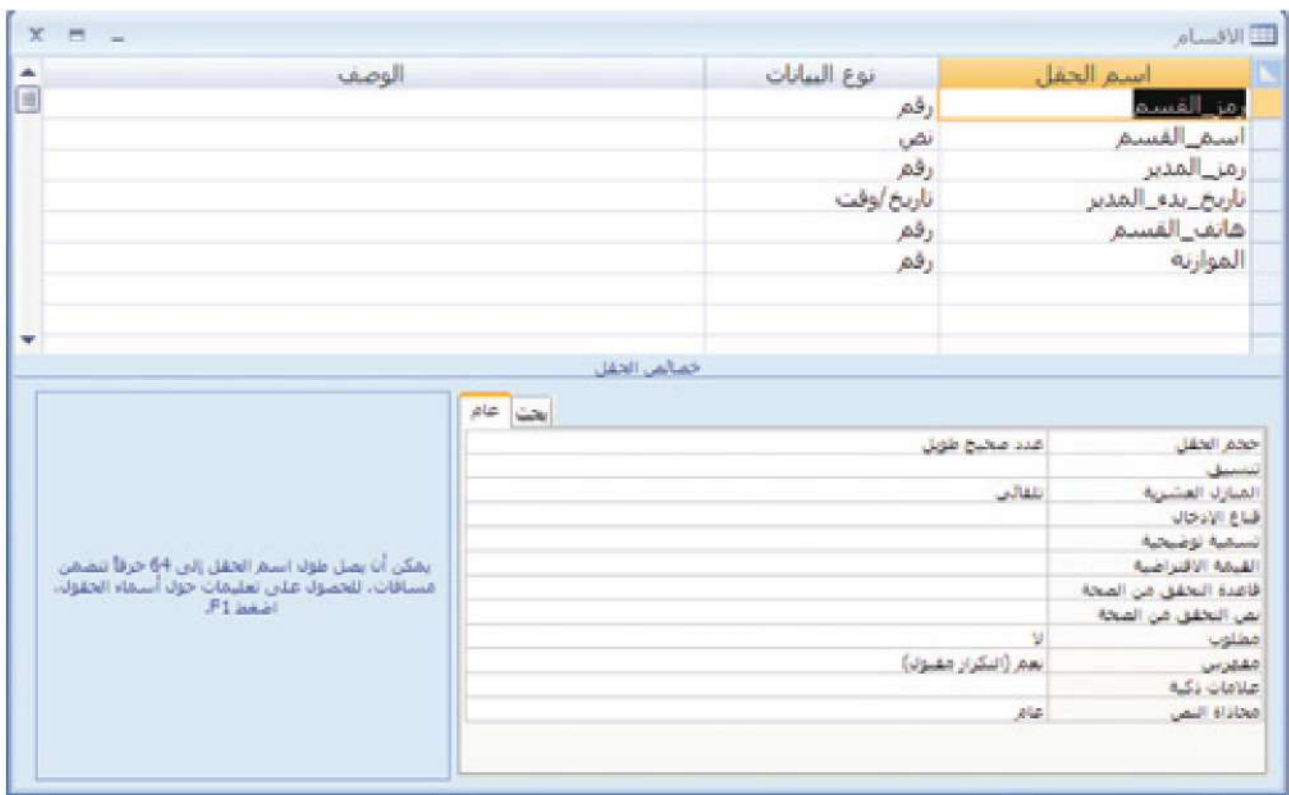 الاقسام
اسم الحقل نوع البيانات الوصف
رمز_القسم رقم
اسم_القسم نص
رمز_المدير رقم
تاريخ_بدء_المدير تاريخ/وقت
هاتف_القسم رقم
الموازنة رقم
خصائص الحقل
عام بحث
حجم الحقل عدد صحيح طويل
تنسيق
المنازل العشرية تلقائي
قناع الإدخال
تسمية توضيحية
القيمة الافتراضية
قاعدة التحقق من الصحة
نص التحقق من الصحة
مطلوب لا
مفهرس نعم (التكرار مقبول)
علامات ذكية
محاذاة النص عام
يمكن أن يصل طول اسم الحقل إلى 64 حرفاً تتضمن
مسافات. للحصول على تعليمات حول أسماء الحقول،
اضغط F1.